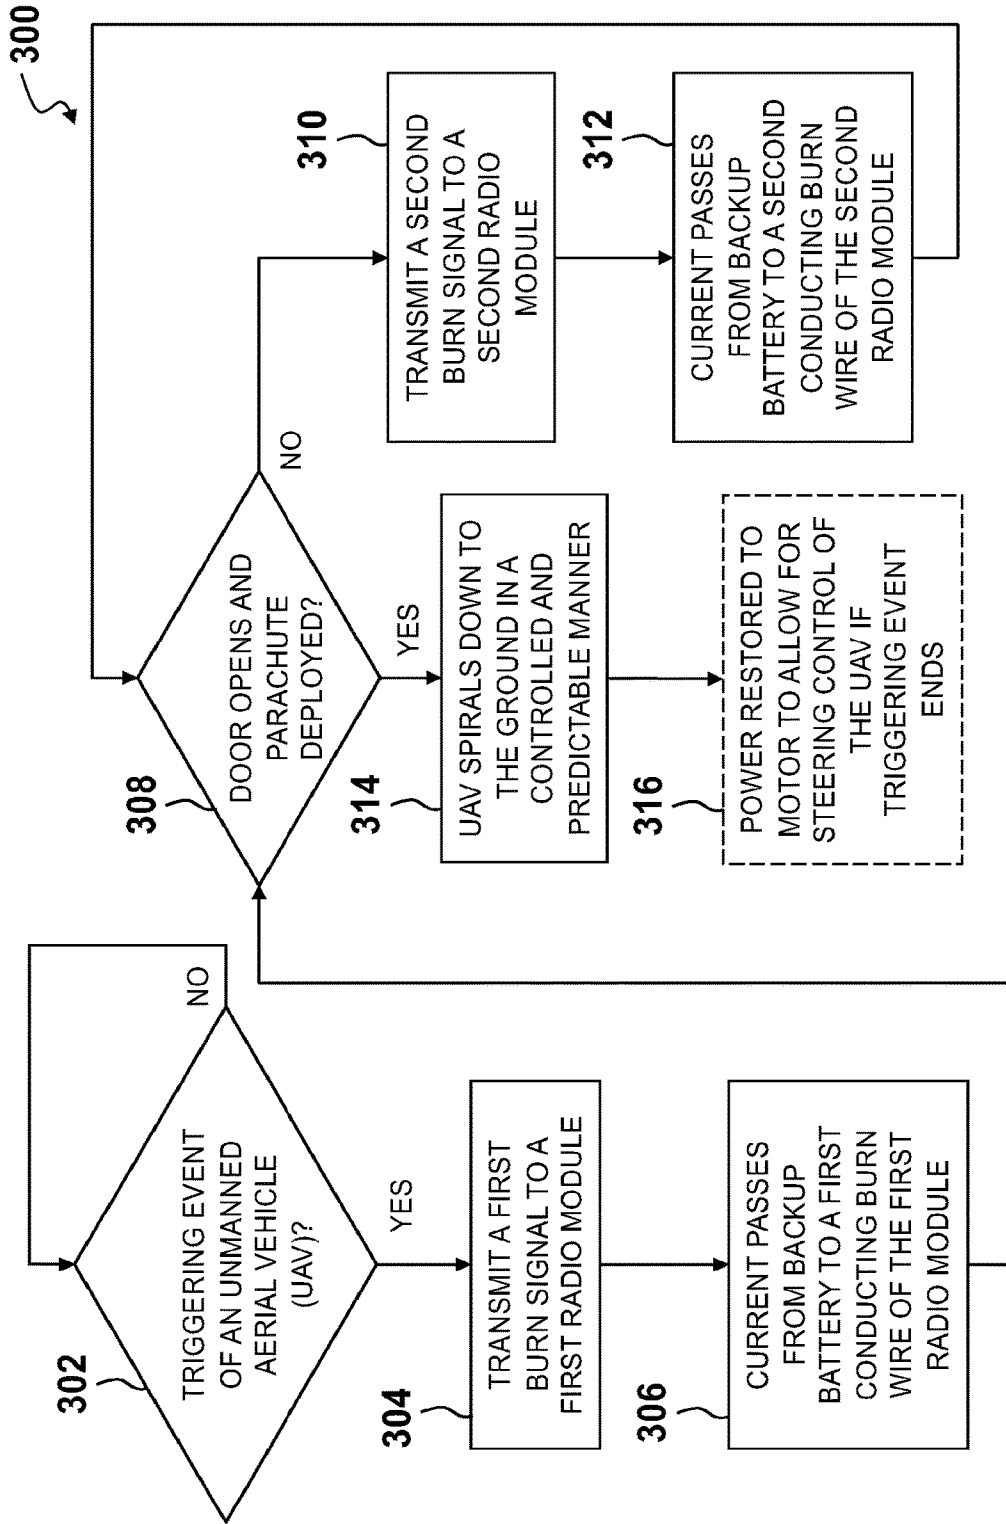 300
302
TRIGGERING EVENT
OF AN UNMANNED
AERIAL VEHICLE
(UAV)?
NO
YES
304
TRANSMIT A FIRST
BURN SIGNAL TO A
FIRST RADIO MODULE
306
CURRENT PASSES
FROM BACKUP
BATTERY TO A FIRST
CONDUCTING BURN
WIRE OF THE FIRST
RADIO MODULE
308
DOOR OPENS AND
PARACHUTE
DEPLOYED?
NO
YES
310
TRANSMIT A SECOND
BURN SIGNAL TO A
SECOND RADIO
MODULE
312
CURRENT PASSES
FROM BACKUP
BATTERY TO A SECOND
CONDUCTING BURN
WIRE OF THE SECOND
RADIO MODULE
314
UAV SPIRALS DOWN TO
THE GROUND IN A
CONTROLLED AND
PREDICTABLE MANNER
316
POWER RESTORED TO
MOTOR TO ALLOW FOR
STEERING CONTROL OF
THE UAV IF
TRIGGERING EVENT
ENDS